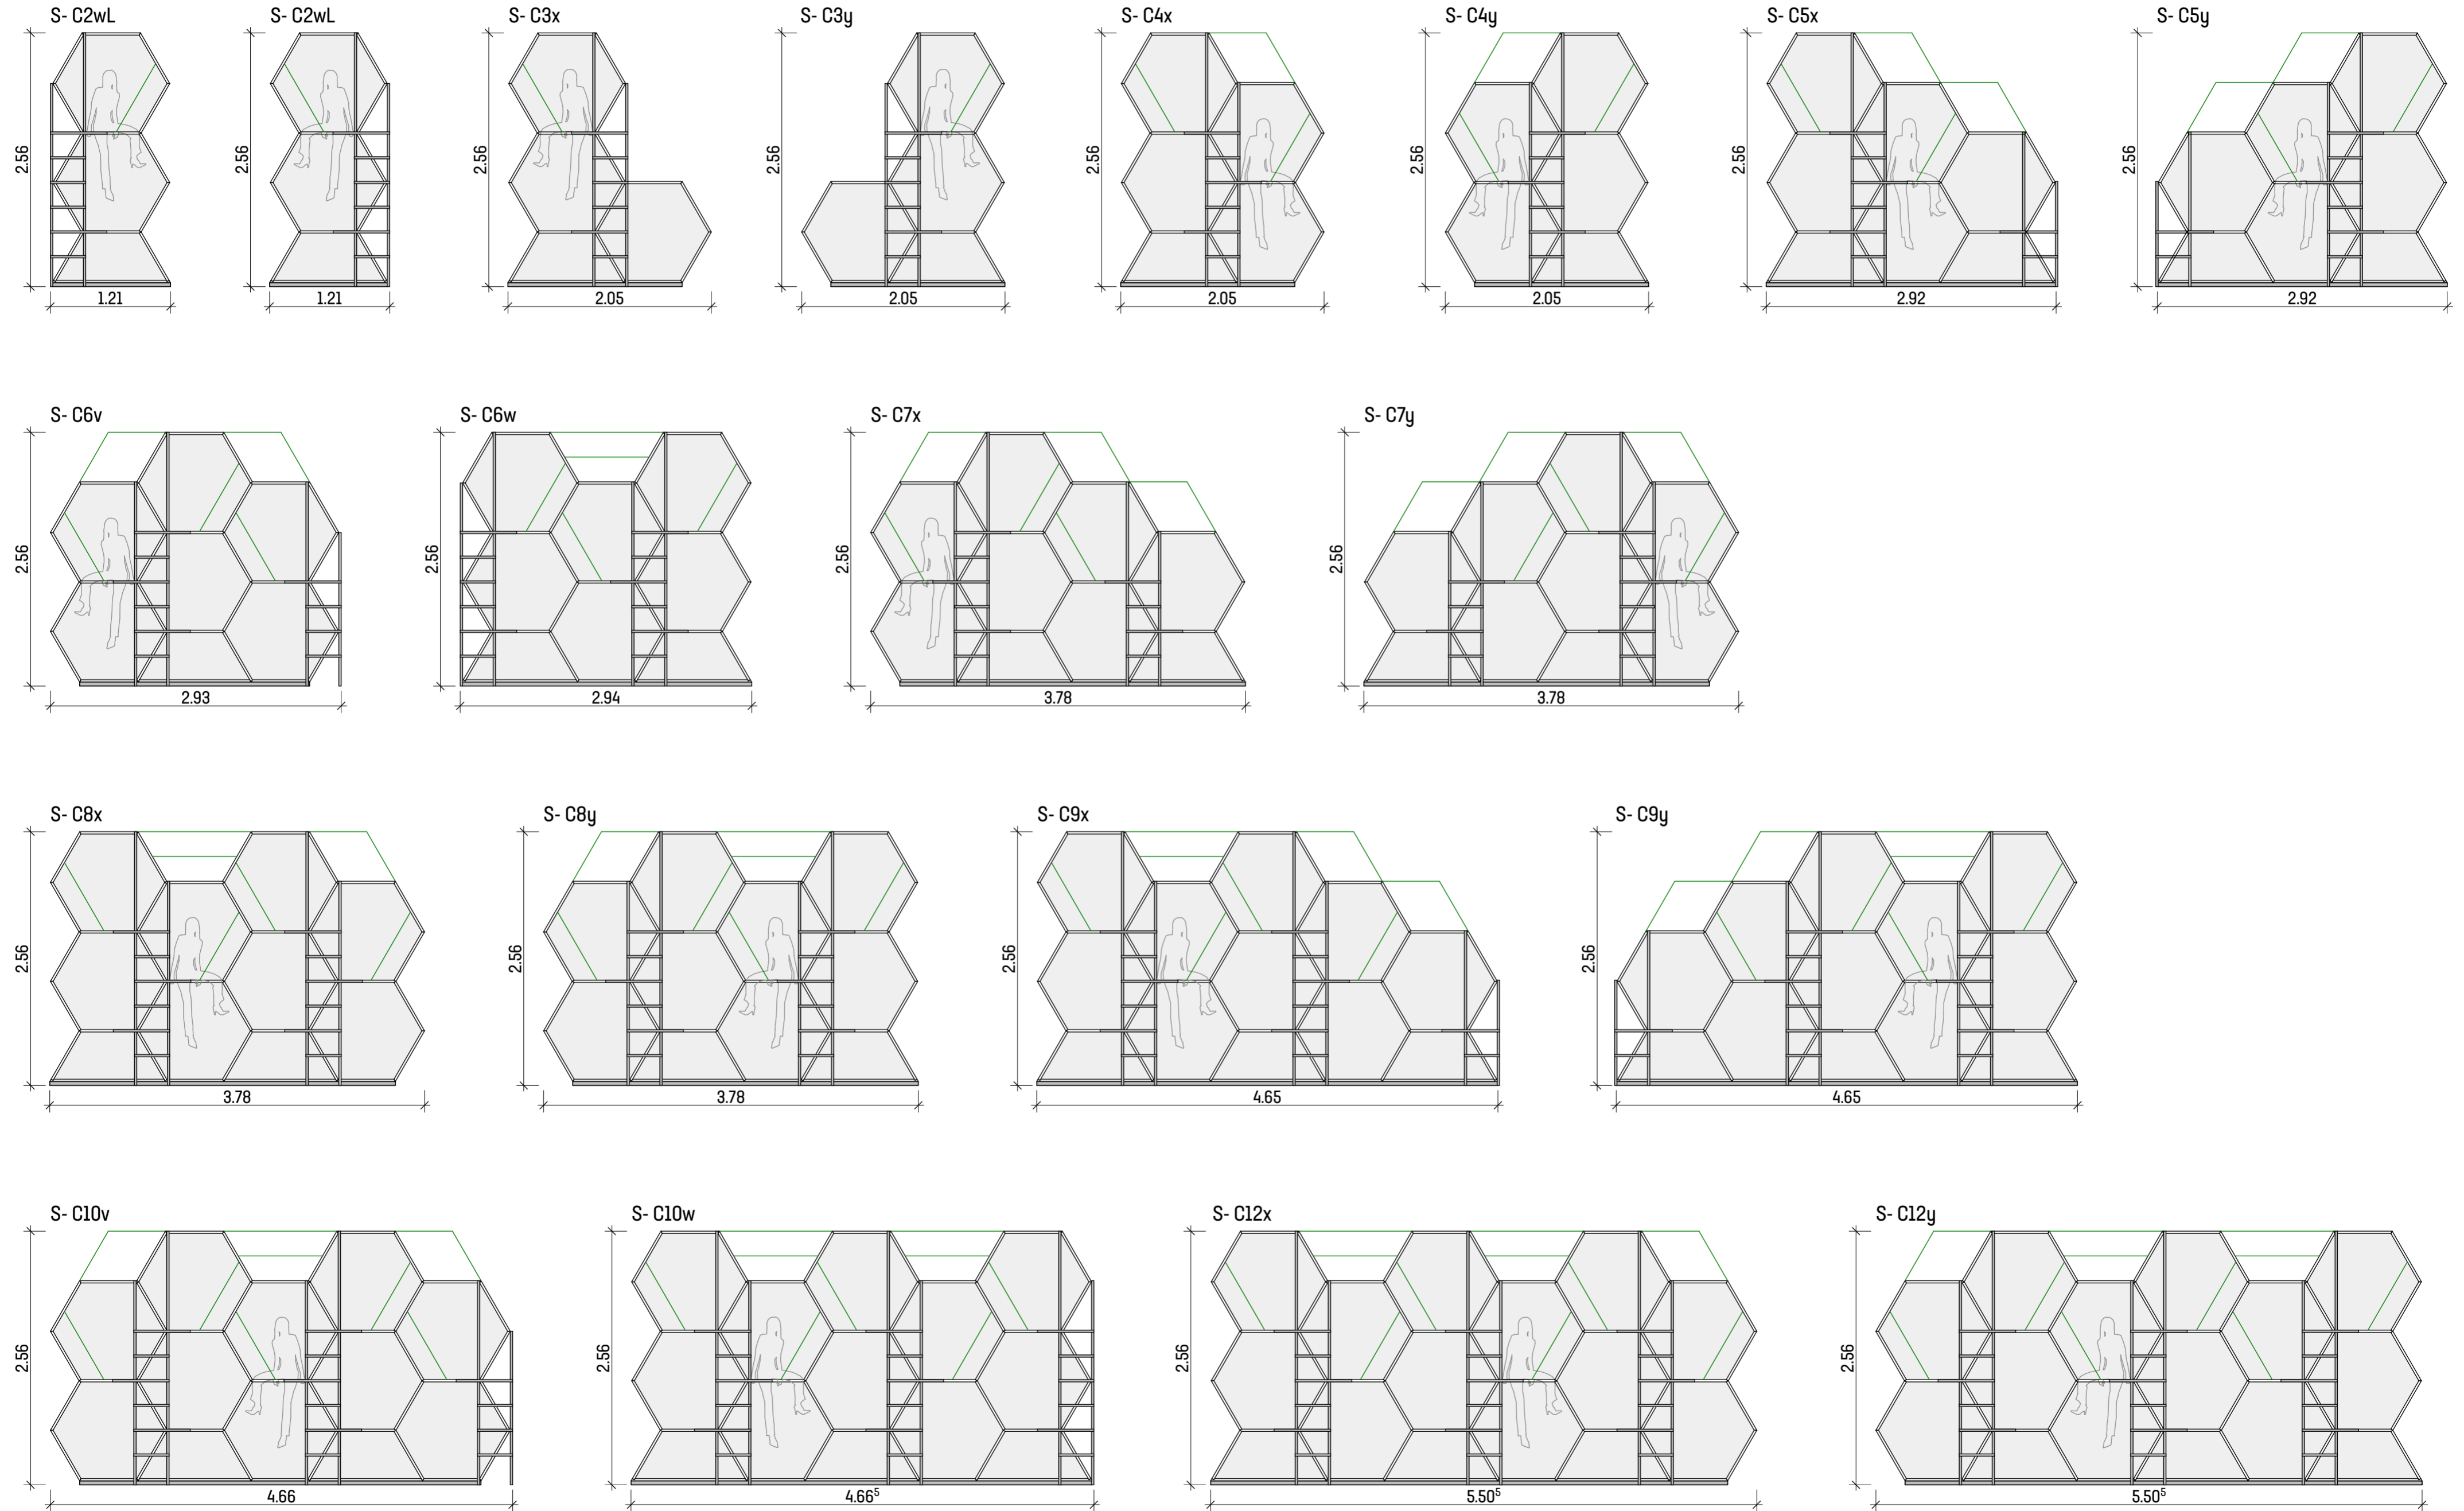 S- C2wL
S- C2wL
S- C3x
S- C3y
S- C4x
S- C4y
S- C5x
S- C5y
2.56
2.56
2.56
2.56
2.56
2.56
2.56
2.56
1.21
1.21
2.05
2.05
2.05
2.05
2.92
2.92
S- C6v
S- C6w
S- C7x
S- C7y
2.56
2.56
2.56
2.56
2.93
2.94
3.78
3.78
S- C8x
S- C8y
S- C9x
S- C9y
2.56
2.56
2.56
2.56
3.78
3.78
4.65
4.65
S- C10v
S- C10w
S- C12x
S- C12y
2.56
2.56
2.56
2.56
4.66
4.66⁵
5.50⁵
5.50⁵